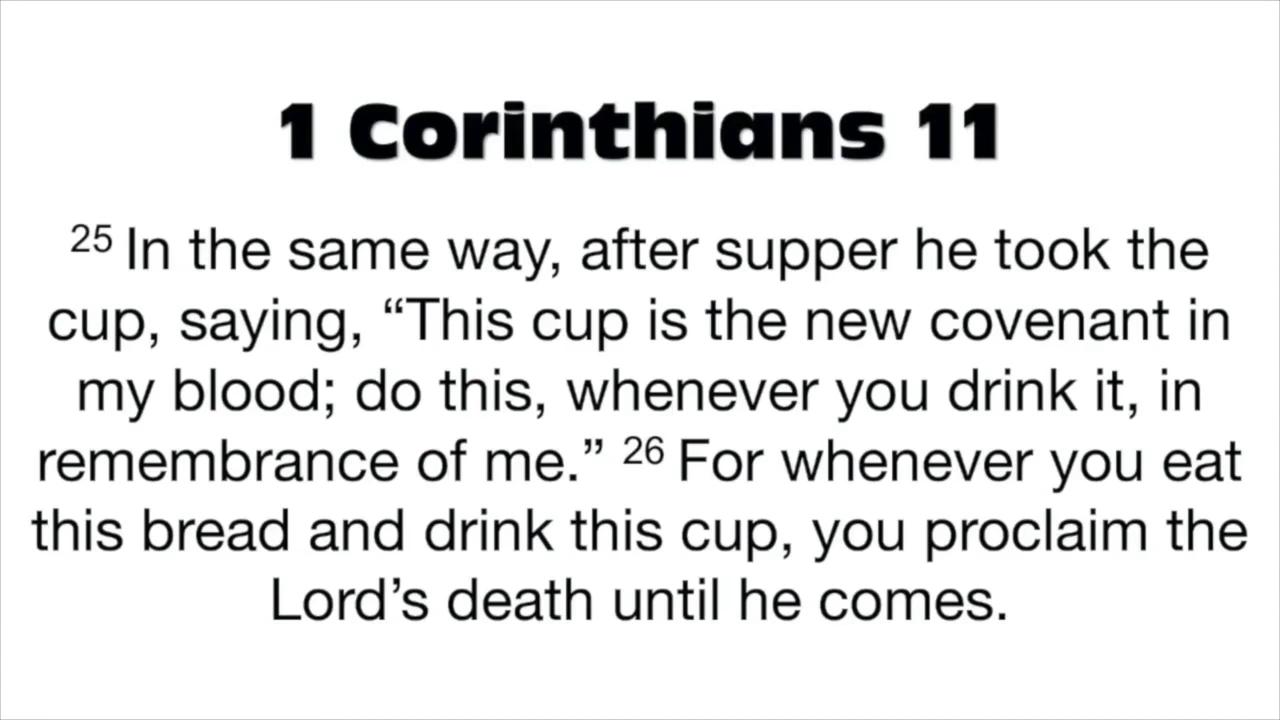 1 Corinthians 11
25 In the same way, after supper he took the
cup, saying, “This cup is the new covenant in
my blood; do this, whenever you drink it, in
remembrance of me.” 26 For whenever you eat
this bread and drink this cup, you proclaim the
Lord’s death until he comes.